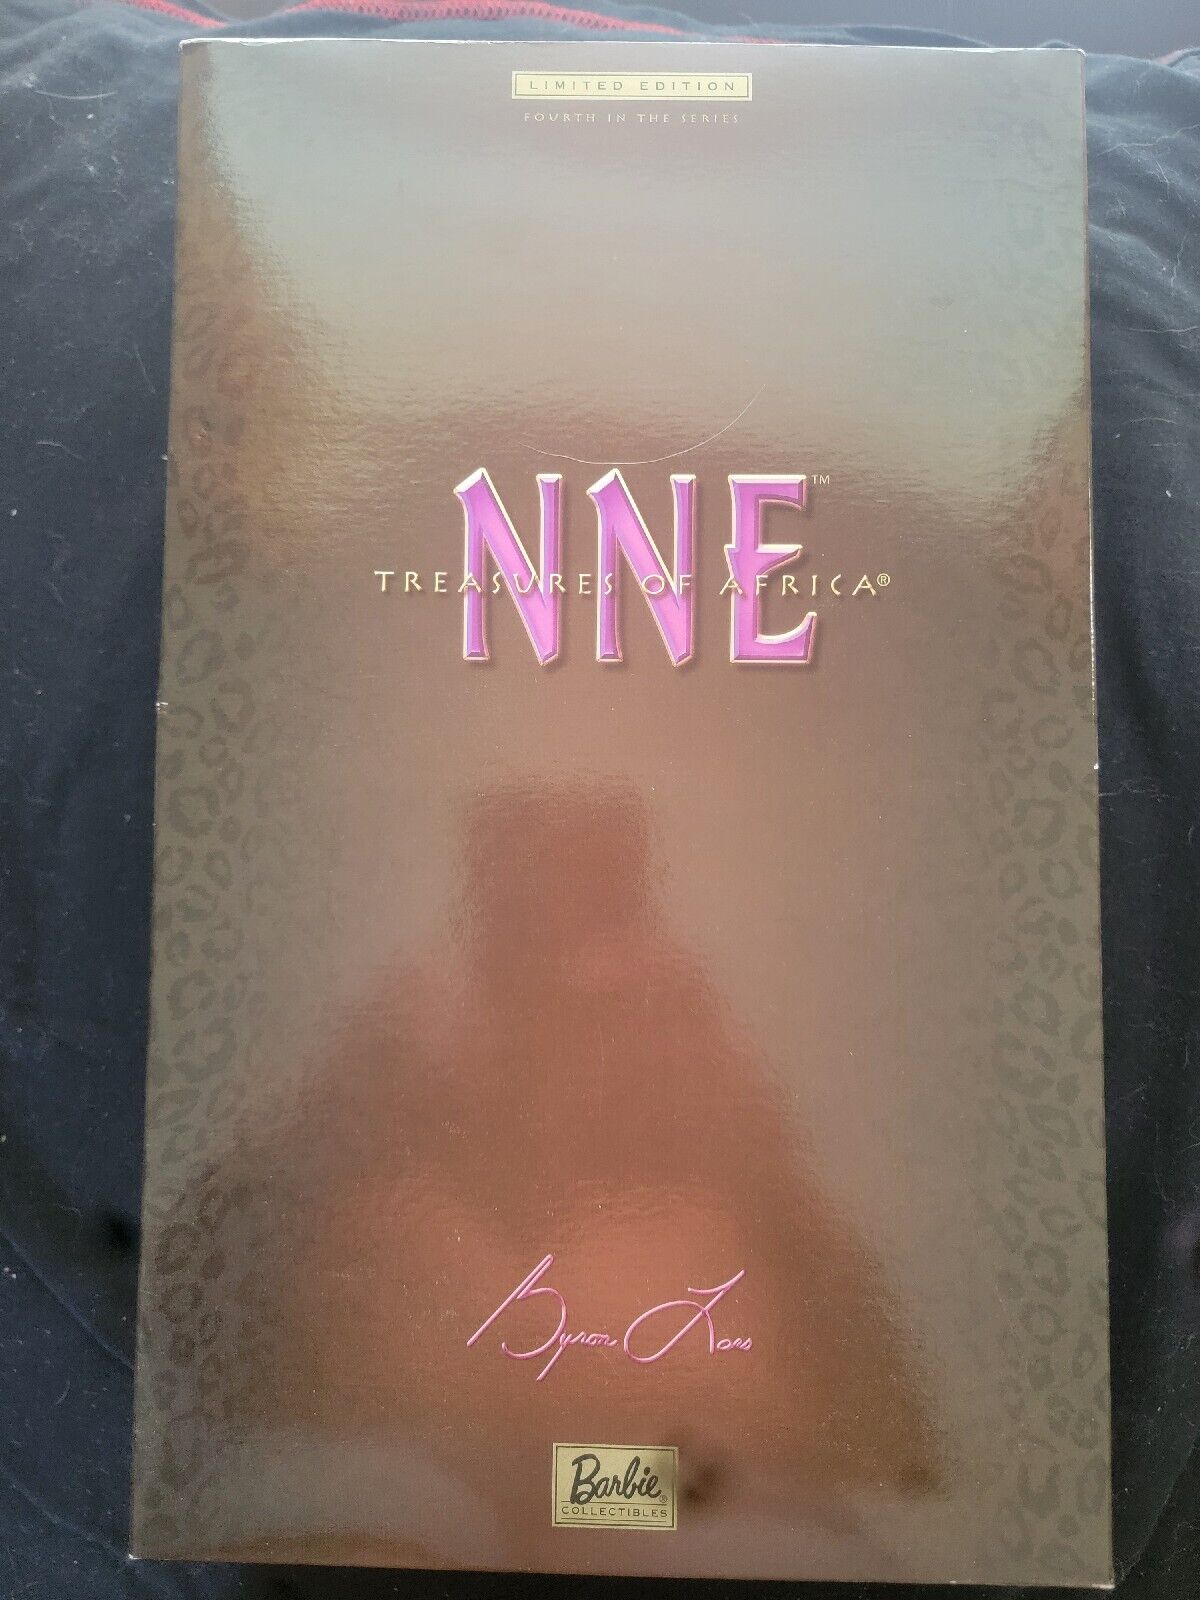 LIMITED EDITION
FOURTH IN THE SERIES
NNE™
TREASURES OF AFRICA®
Byron Lars
Barbie®
COLLECTIBLES